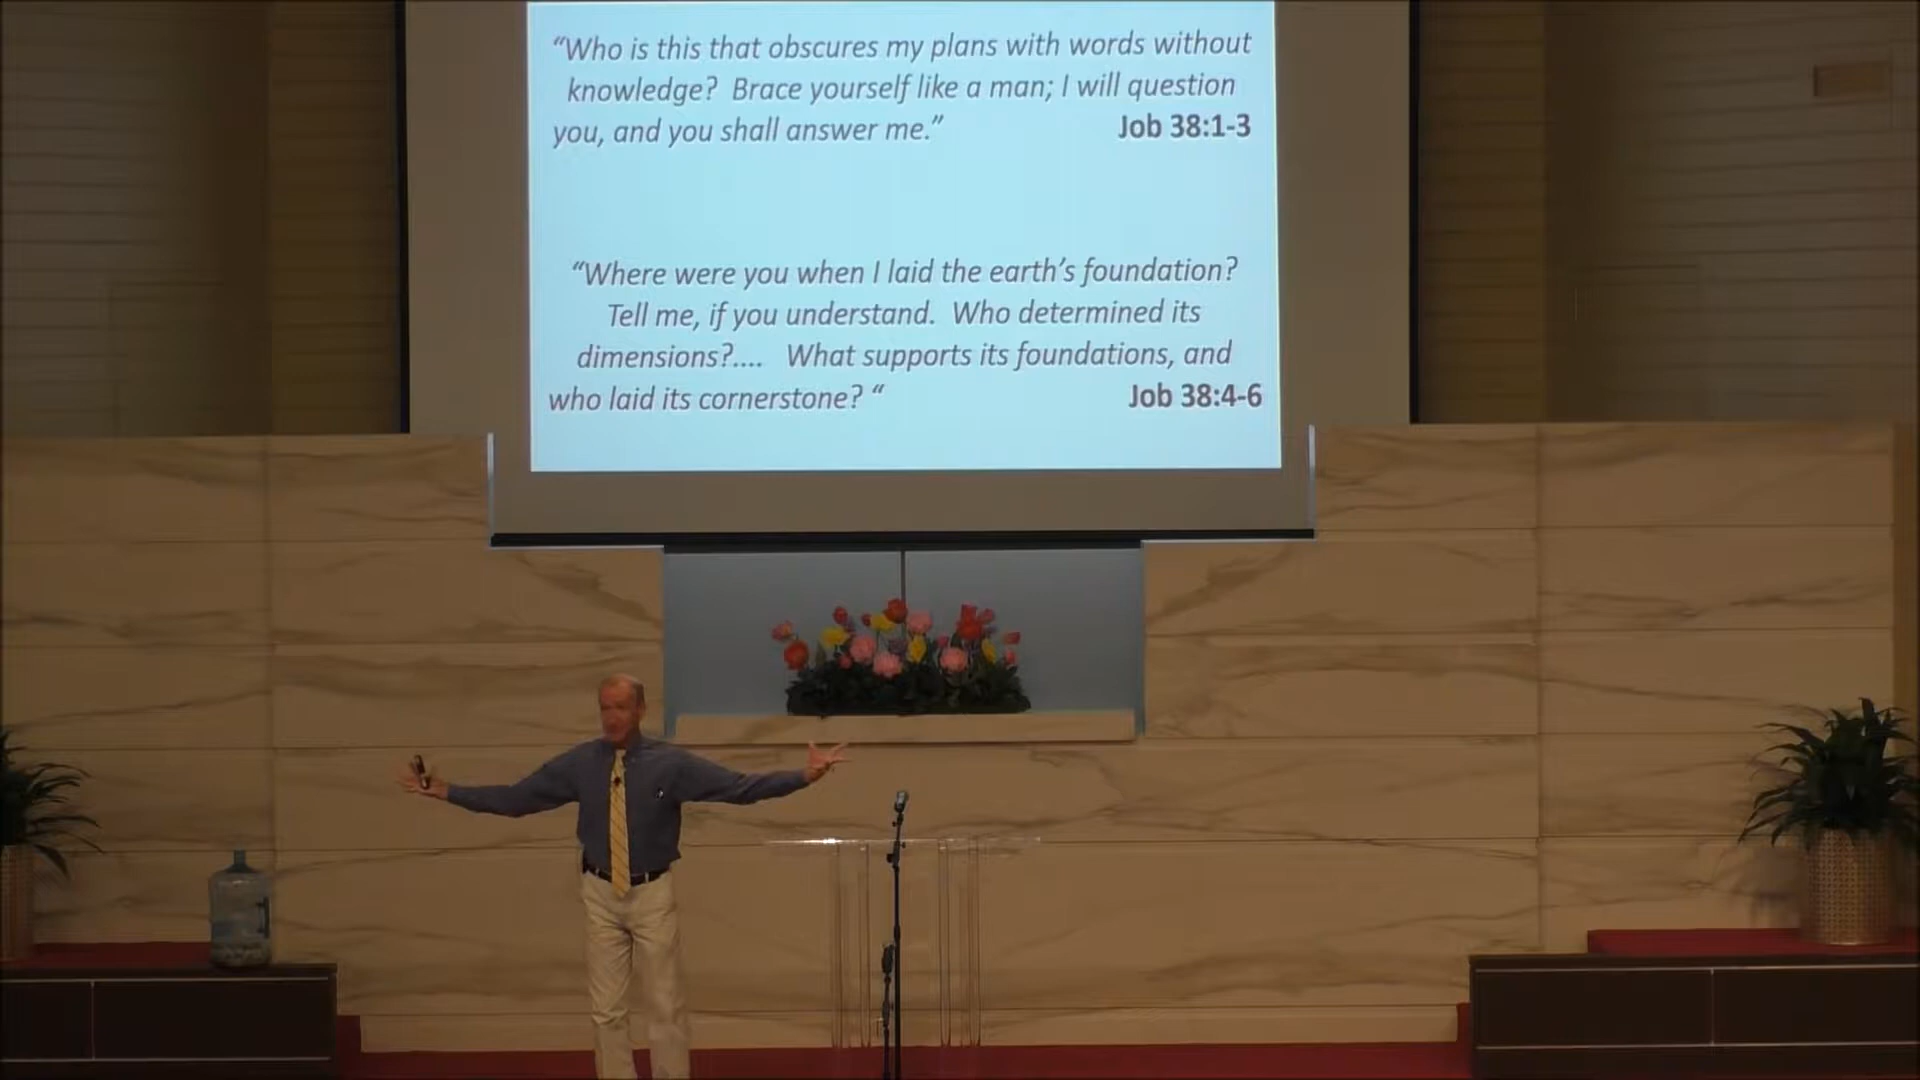 “Who is this that obscures my plans with words without
knowledge?  Brace yourself like a man; I will question
you, and you shall answer me.” Job 38:1-3
“Where were you when I laid the earth’s foundation?
Tell me, if you understand.  Who determined its
dimensions?....   What supports its foundations, and
who laid its cornerstone? “ Job 38:4-6